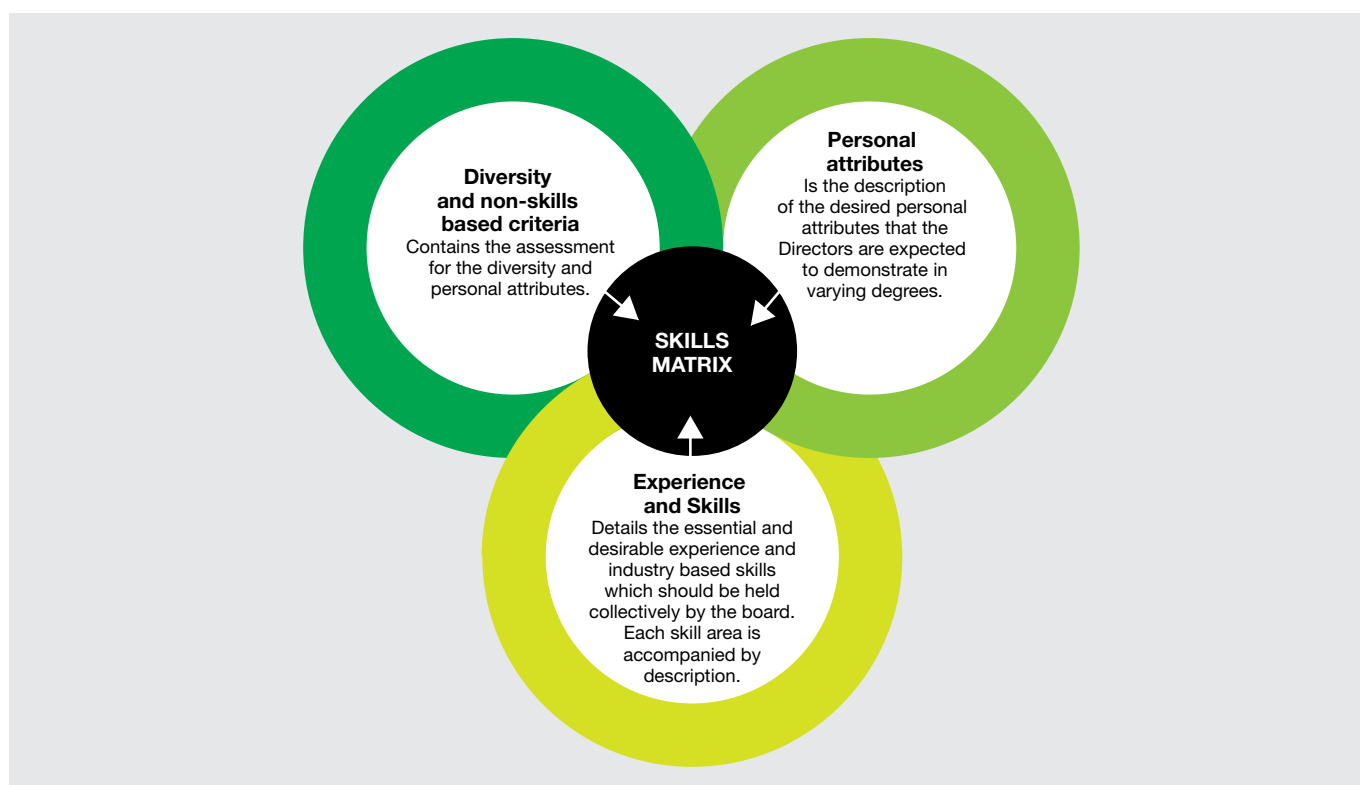 Diversity
and non-skills
based criteria
Contains the assessment
for the diversity and
personal attributes.
Personal
attributes
Is the description
of the desired personal
attributes that the
Directors are expected
to demonstrate in
varying degrees.
SKILLS
MATRIX
Experience
and Skills
Details the essential and
desirable experience and
industry based skills
which should be held
collectively by the board.
Each skill area is
accompanied by
description.